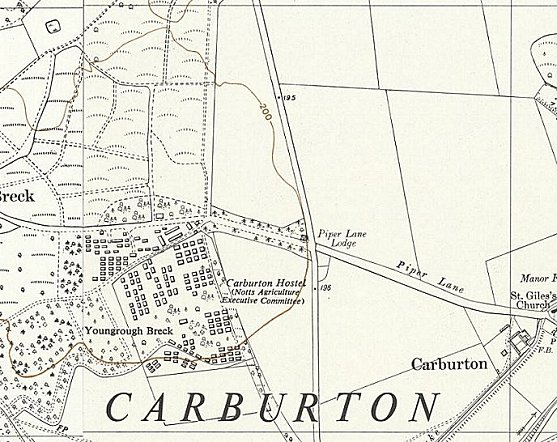 195
200
Breck
Piper Lane
Lodge
Piper Lane
Carburton Hostel
(Notts Agriculture
Executive Committee)
195
Manor F
St. Giles's
Church
Youngrough Breck
Carburton
F.B.
P
CARBURTON
FP